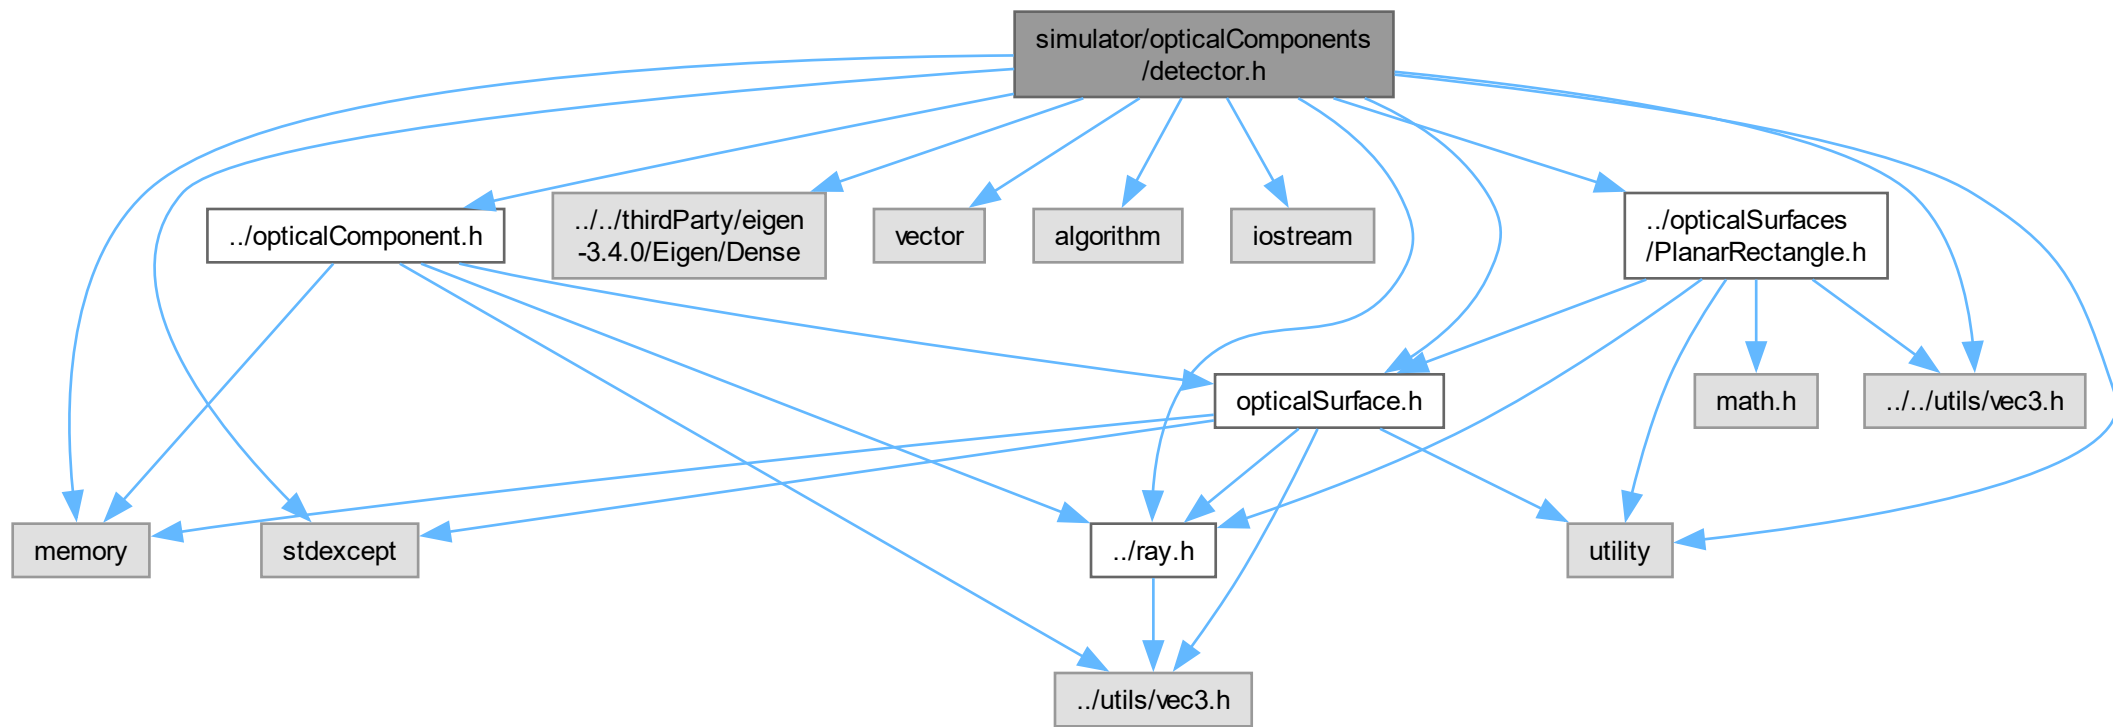 simulator/opticalComponents
/detector.h
../opticalComponent.h
../../thirdParty/eigen
-3.4.0/Eigen/Dense
vector
algorithm
iostream
../opticalSurfaces
/PlanarRectangle.h
opticalSurface.h
math.h
../../utils/vec3.h
memory
stdexcept
../ray.h
utility
../utils/vec3.h